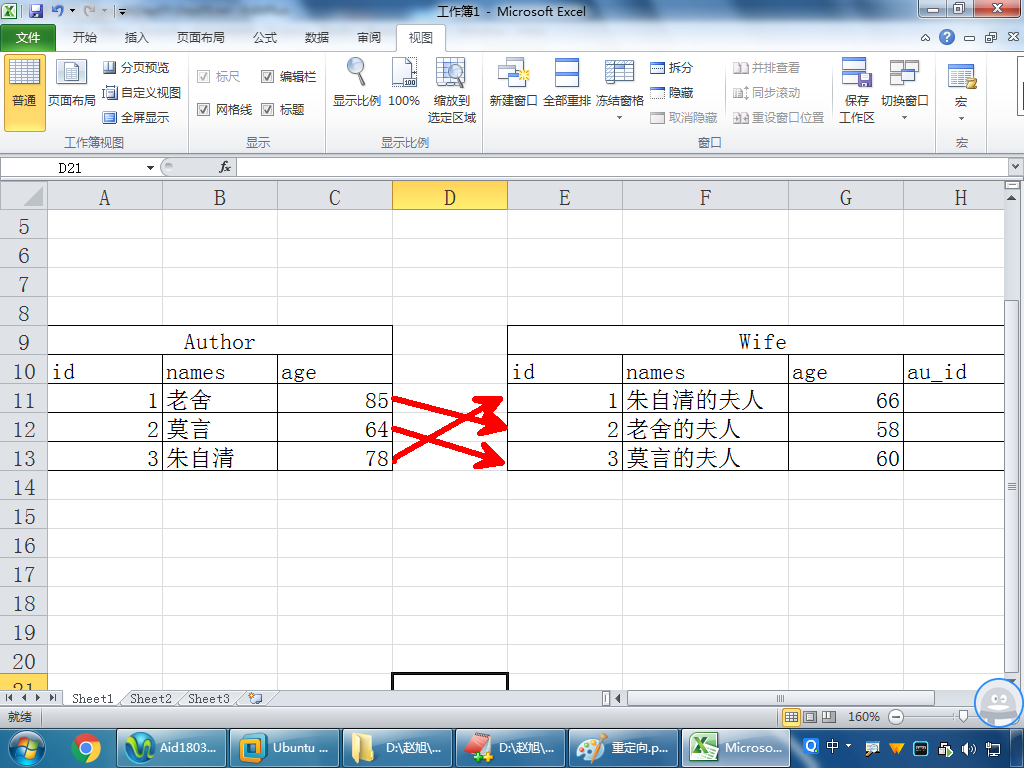 工作簿1 - Microsoft Excel
文件 开始 插入 页面布局 公式 数据 审阅 视图
普通 页面布局 分页预览 自定义视图 全屏显示
标尺 编辑栏 网格线 标题
显示比例 100% 缩放到选定区域
新建窗口 全部重排 冻结窗格 拆分 隐藏 取消隐藏
并排查看 同步滚动 重设窗口位置
保存工作区 切换窗口 宏
工作簿视图 显示 显示比例 窗口 宏
D21 fx
A B C D E F G H
5
6
7
8
9 Author Wife
10 id names age id names age au_id
11 1 老舍 85 1 朱自清的夫人 66
12 2 莫言 64 2 老舍的夫人 58
13 3 朱自清 78 3 莫言的夫人 60
14
15
16
17
18
19
20
21
Sheet1 Sheet2 Sheet3
就绪 160%
Aid1803... Ubuntu ... D:\赵旭\... D:\赵旭\... 重定向.p... Microso... 中